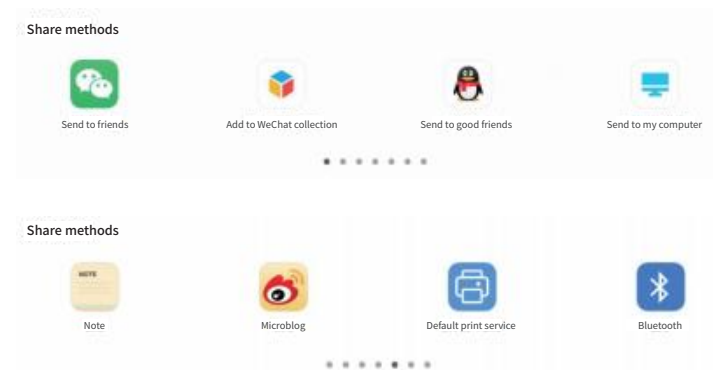 Share methods
Send to friends
Add to WeChat collection
Send to good friends
Send to my computer
Share methods
NOTE
Note
Microblog
Default print service
Bluetooth